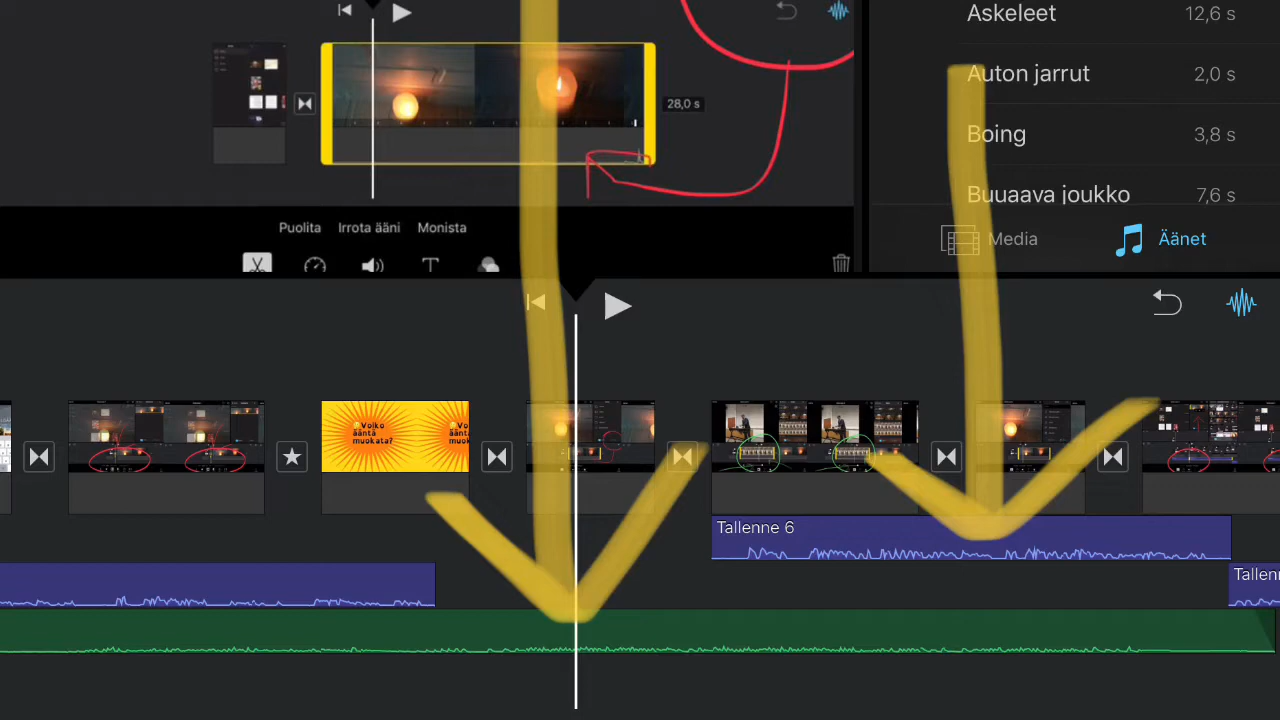 Askeleet 12,6 s
Auton jarrut 2,0 s
28,0 s
Boing 3,8 s
Buuaava joukko 7,6 s
Puolita Irrota ääni Monista
Media Äänet
Voiko
ääntä
muokata?
Tallenne 6